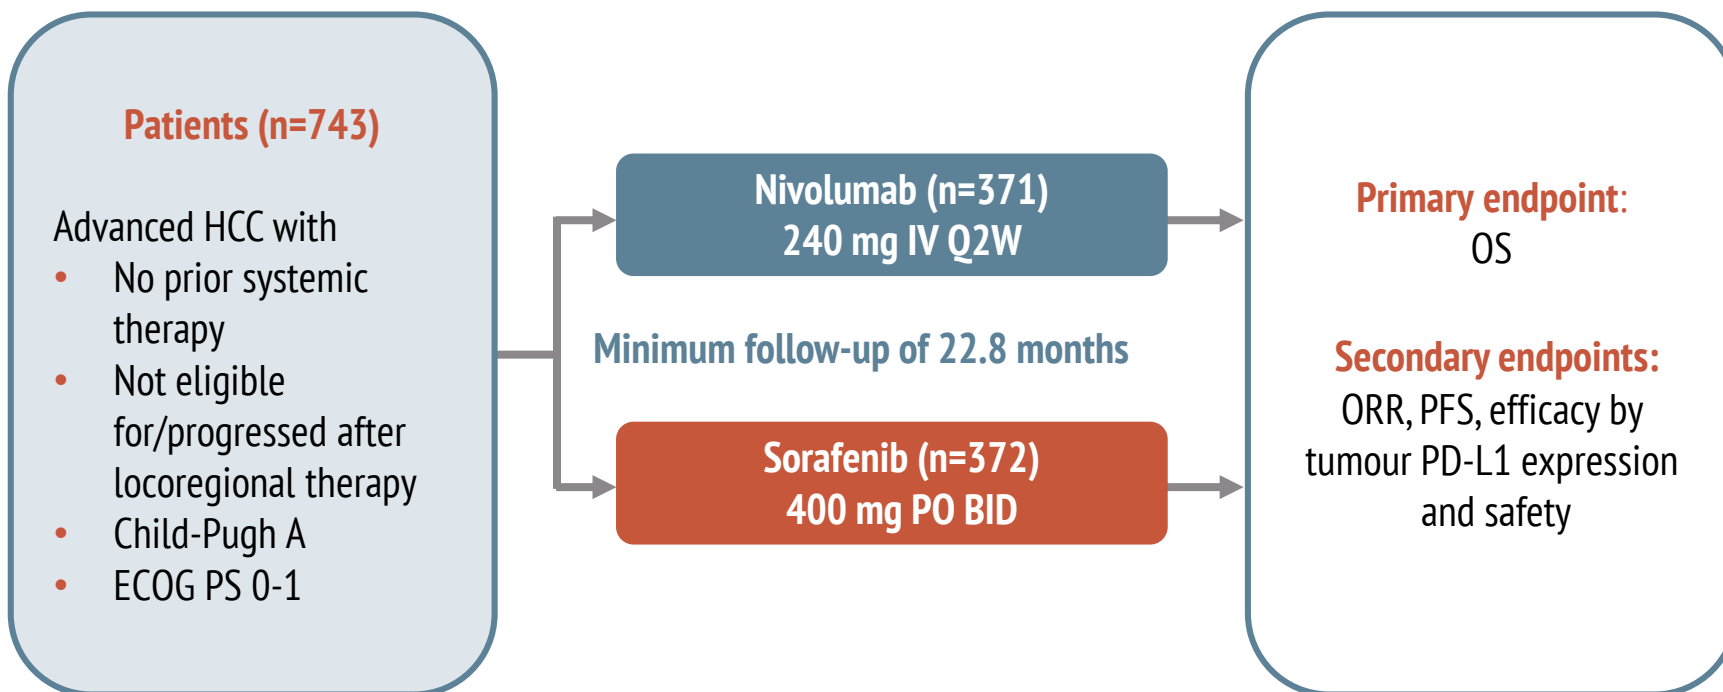 Patients (n=743)
Advanced HCC with
• No prior systemic
therapy
• Not eligible
for/progressed after
locoregional therapy
• Child-Pugh A
• ECOG PS 0-1
Nivolumab (n=371)
240 mg IV Q2W
Minimum follow-up of 22.8 months
Sorafenib (n=372)
400 mg PO BID
Primary endpoint:
OS
Secondary endpoints:
ORR, PFS, efficacy by
tumour PD-L1 expression
and safety